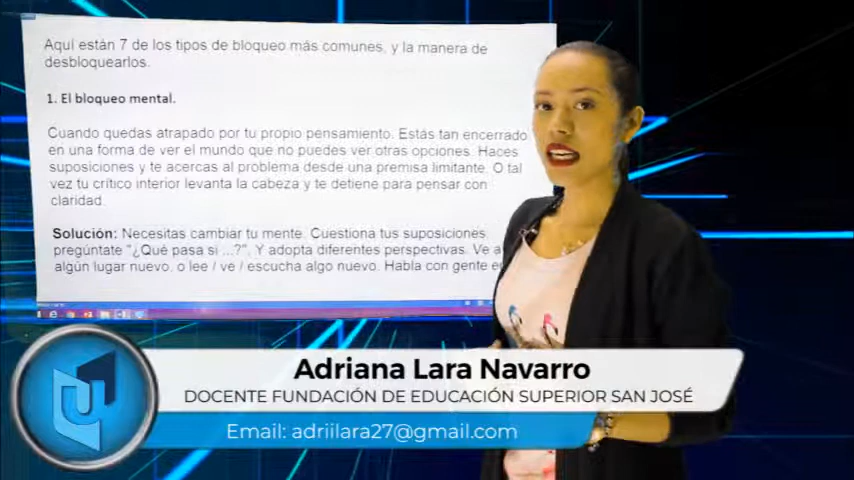 Aquí están 7 de los tipos de bloqueo más comunes, y la manera de
desbloquearlos.
1. El bloqueo mental.
Cuando quedas atrapado por tu propio pensamiento. Estás tan encerrado
en una forma de ver el mundo que no puedes ver otras opciones. Haces
suposiciones y te acercas al problema desde una premisa limitante. O tal
vez tu crítico interior levanta la cabeza y te detiene para pensar con
claridad.
Solución: Necesitas cambiar tu mente. Cuestiona tus suposiciones,
pregúntate "¿Qué pasa si ...?". Y adopta diferentes perspectivas. Ve a
algún lugar nuevo, o lee / ve / escucha algo nuevo. Habla con gente
Adriana Lara Navarro
DOCENTE FUNDACIÓN DE EDUCACIÓN SUPERIOR SAN JOSÉ
Email: adriilara27@gmail.com